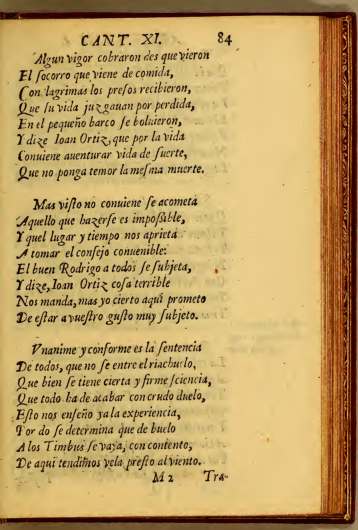 CANT. XI. 84
Algun vigor cobraron des que vieron
El ſocorro que viene de comida,
Con lagrimas los preſos recibieron,
Que ſu vida juzgauan por perdida,
En el pequeño barco ſe boluieron,
Y dize Ioan Ortiz, que por la vida
Conuiene auenturar vida de ſuerte,
Que no ponga temor la meſma muerte.
Mas viſto no conuiene ſe acometa
Aquello que hazerſe es impoſsible,
Y quel lugar y tiempo nos aprieta
A tomar el conſejo conuenible:
El buen Rodrigo a todos ſe ſubjeta,
Y dize, Ioan Ortiz coſa terrible
Nos manda, mas yo cierto aqui prometo
De eſtar a vueſtro guſto muy ſubjeto.
Vnanime y conforme es la ſentencia
De todos, que no ſe entre el riachuelo,
Que bien ſe tiene cierta y firme ſciencia,
Que todo ha de acabar con crudo duelo,
Eſto nos enſeño ya la experiencia,
Por do ſe determina que de buelo
A los Timbus ſe vaya, con contento,
De aqui tendimos vela preſto al viento.
M 2 Tra-